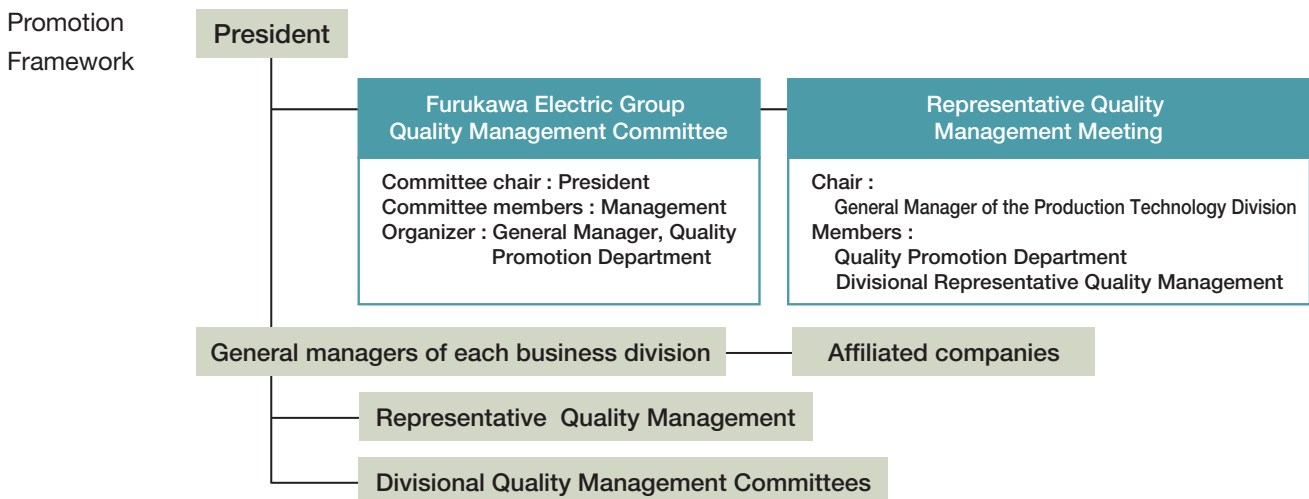 Promotion
Framework
President
Furukawa Electric Group
Quality Management Committee
Committee chair : President
Committee members : Management
Organizer : General Manager, Quality
Promotion Department
Representative Quality
Management Meeting
Chair :
General Manager of the Production Technology Division
Members :
Quality Promotion Department
Divisional Representative Quality Management
General managers of each business division
Affiliated companies
Representative Quality Management
Divisional Quality Management Committees